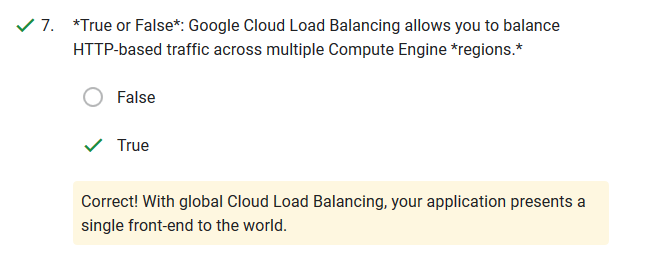 7. *True or False*: Google Cloud Load Balancing allows you to balance
HTTP-based traffic across multiple Compute Engine *regions.*
False
True
Correct! With global Cloud Load Balancing, your application presents a
single front-end to the world.